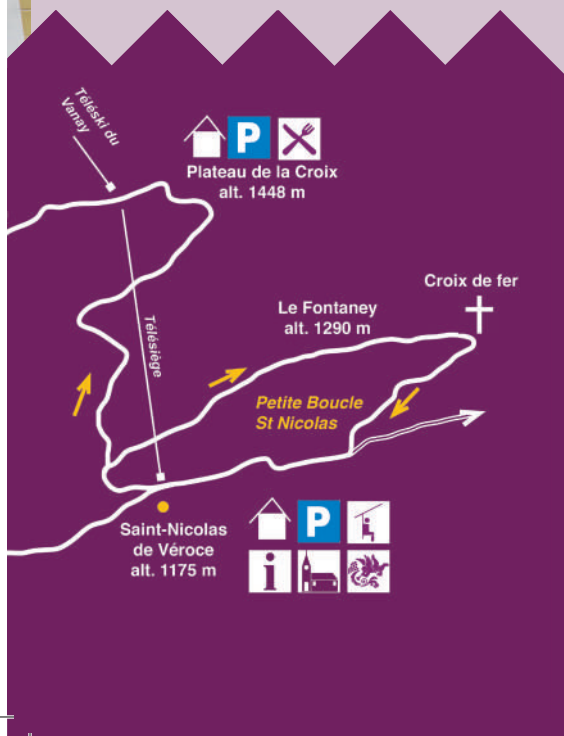 Téléski du
Vanay
P
Plateau de la Croix
alt. 1448 m
Croix de fer
Le Fontaney
alt. 1290 m
Télésiège
Petite Boucle
St Nicolas
Saint-Nicolas
de Véroce
alt. 1175 m
P
i